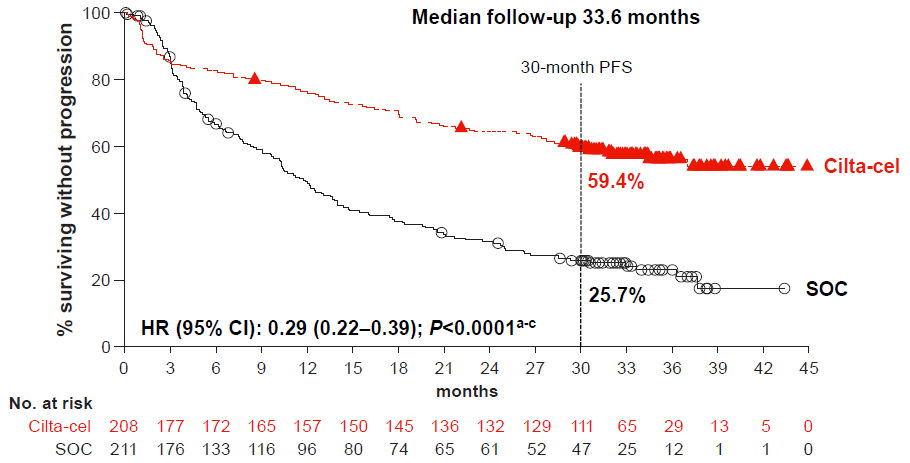 Median follow-up 33.6 months
30-month PFS
% surviving without progression
100
80
60
40
20
0
Cilta-cel
59.4%
SOC
25.7%
HR (95% CI): 0.29 (0.22–0.39); P<0.0001a-c
0 3 6 9 12 15 18 21 24 27 30 33 36 39 42 45
months
No. at risk
Cilta-cel 208 177 172 165 157 150 145 136 132 129 111 65 29 13 5 0
SOC 211 176 133 116 96 80 74 65 61 52 47 25 12 1 1 0